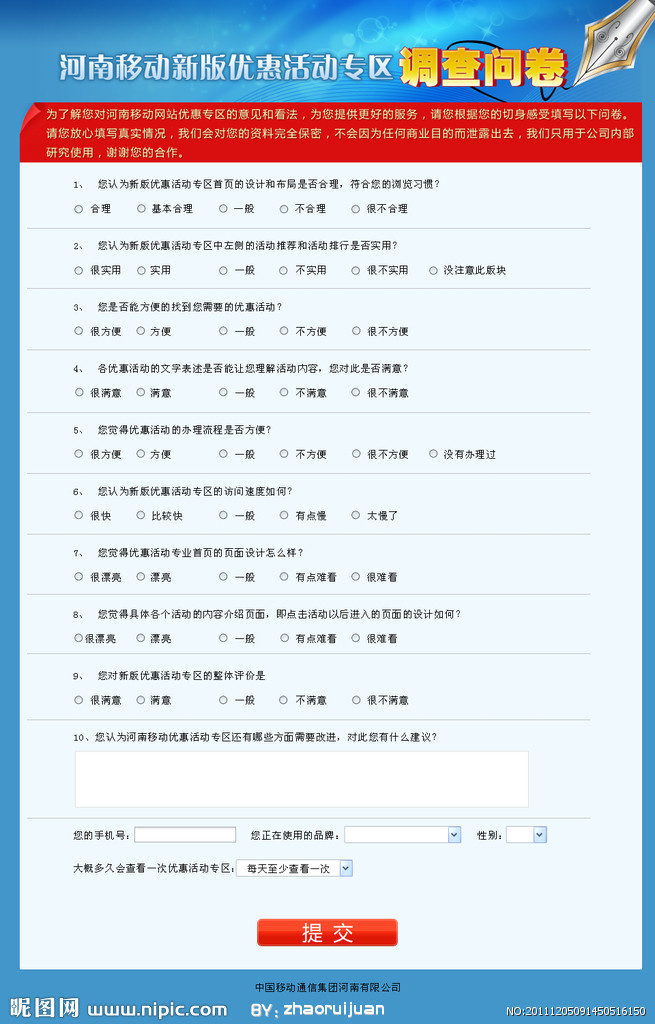 河南移动新版优惠活动专区 调查问卷
为了解您对河南移动网站优惠专区的意见和看法，为您提供更好的服务，请您根据您的切身感受填写以下问卷。
请您放心填写真实情况，我们会对您的资料完全保密，不会因为任何商业目的而泄露出去，我们只用于公司内部
研究使用，谢谢您的合作。
1、 您认为新版优惠活动专区首页的设计和布局是否合理，符合您的浏览习惯？
合理 基本合理 一般 不合理 很不合理
2、 您认为新版优惠活动专区中左侧的活动推荐和活动排行是否实用？
很实用 实用 一般 不实用 很不实用 没注意此版块
3、 您是否能方便的找到您需要的优惠活动？
很方便 方便 一般 不方便 很不方便
4、 各优惠活动的文字表述是否能让您理解活动内容，您对此是否满意？
很满意 满意 一般 不满意 很不满意
5、 您觉得优惠活动的办理流程是否方便？
很方便 方便 一般 不方便 很不方便 没有办理过
6、 您认为新版优惠活动专区的访问速度如何？
很快 比较快 一般 有点慢 太慢了
7、 您觉得优惠活动专业首页的页面设计怎么样？
很漂亮 漂亮 一般 有点难看 很难看
8、 您觉得具体各个活动的内容介绍页面，即点击活动以后进入的页面的设计如何？
很漂亮 漂亮 一般 有点难看 很难看
9、 您对新版优惠活动专区的整体评价是
很满意 满意 一般 不满意 很不满意
10、您认为河南移动优惠活动专区还有哪些方面需要改进，对此您有什么建议？
您的手机号： 您正在使用的品牌： 性别：
大概多久会查看一次优惠活动专区： 每天至少查看一次
提 交
中国移动通信集团河南有限公司
昵图网 www.nipic.com BY: zhaoruijuan NO:20111205091450516150